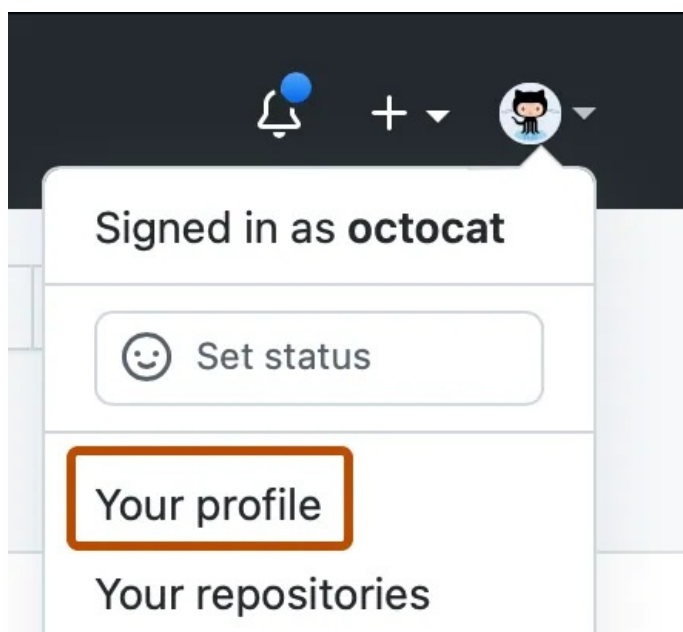 Signed in as octocat
Set status
Your profile
Your repositories